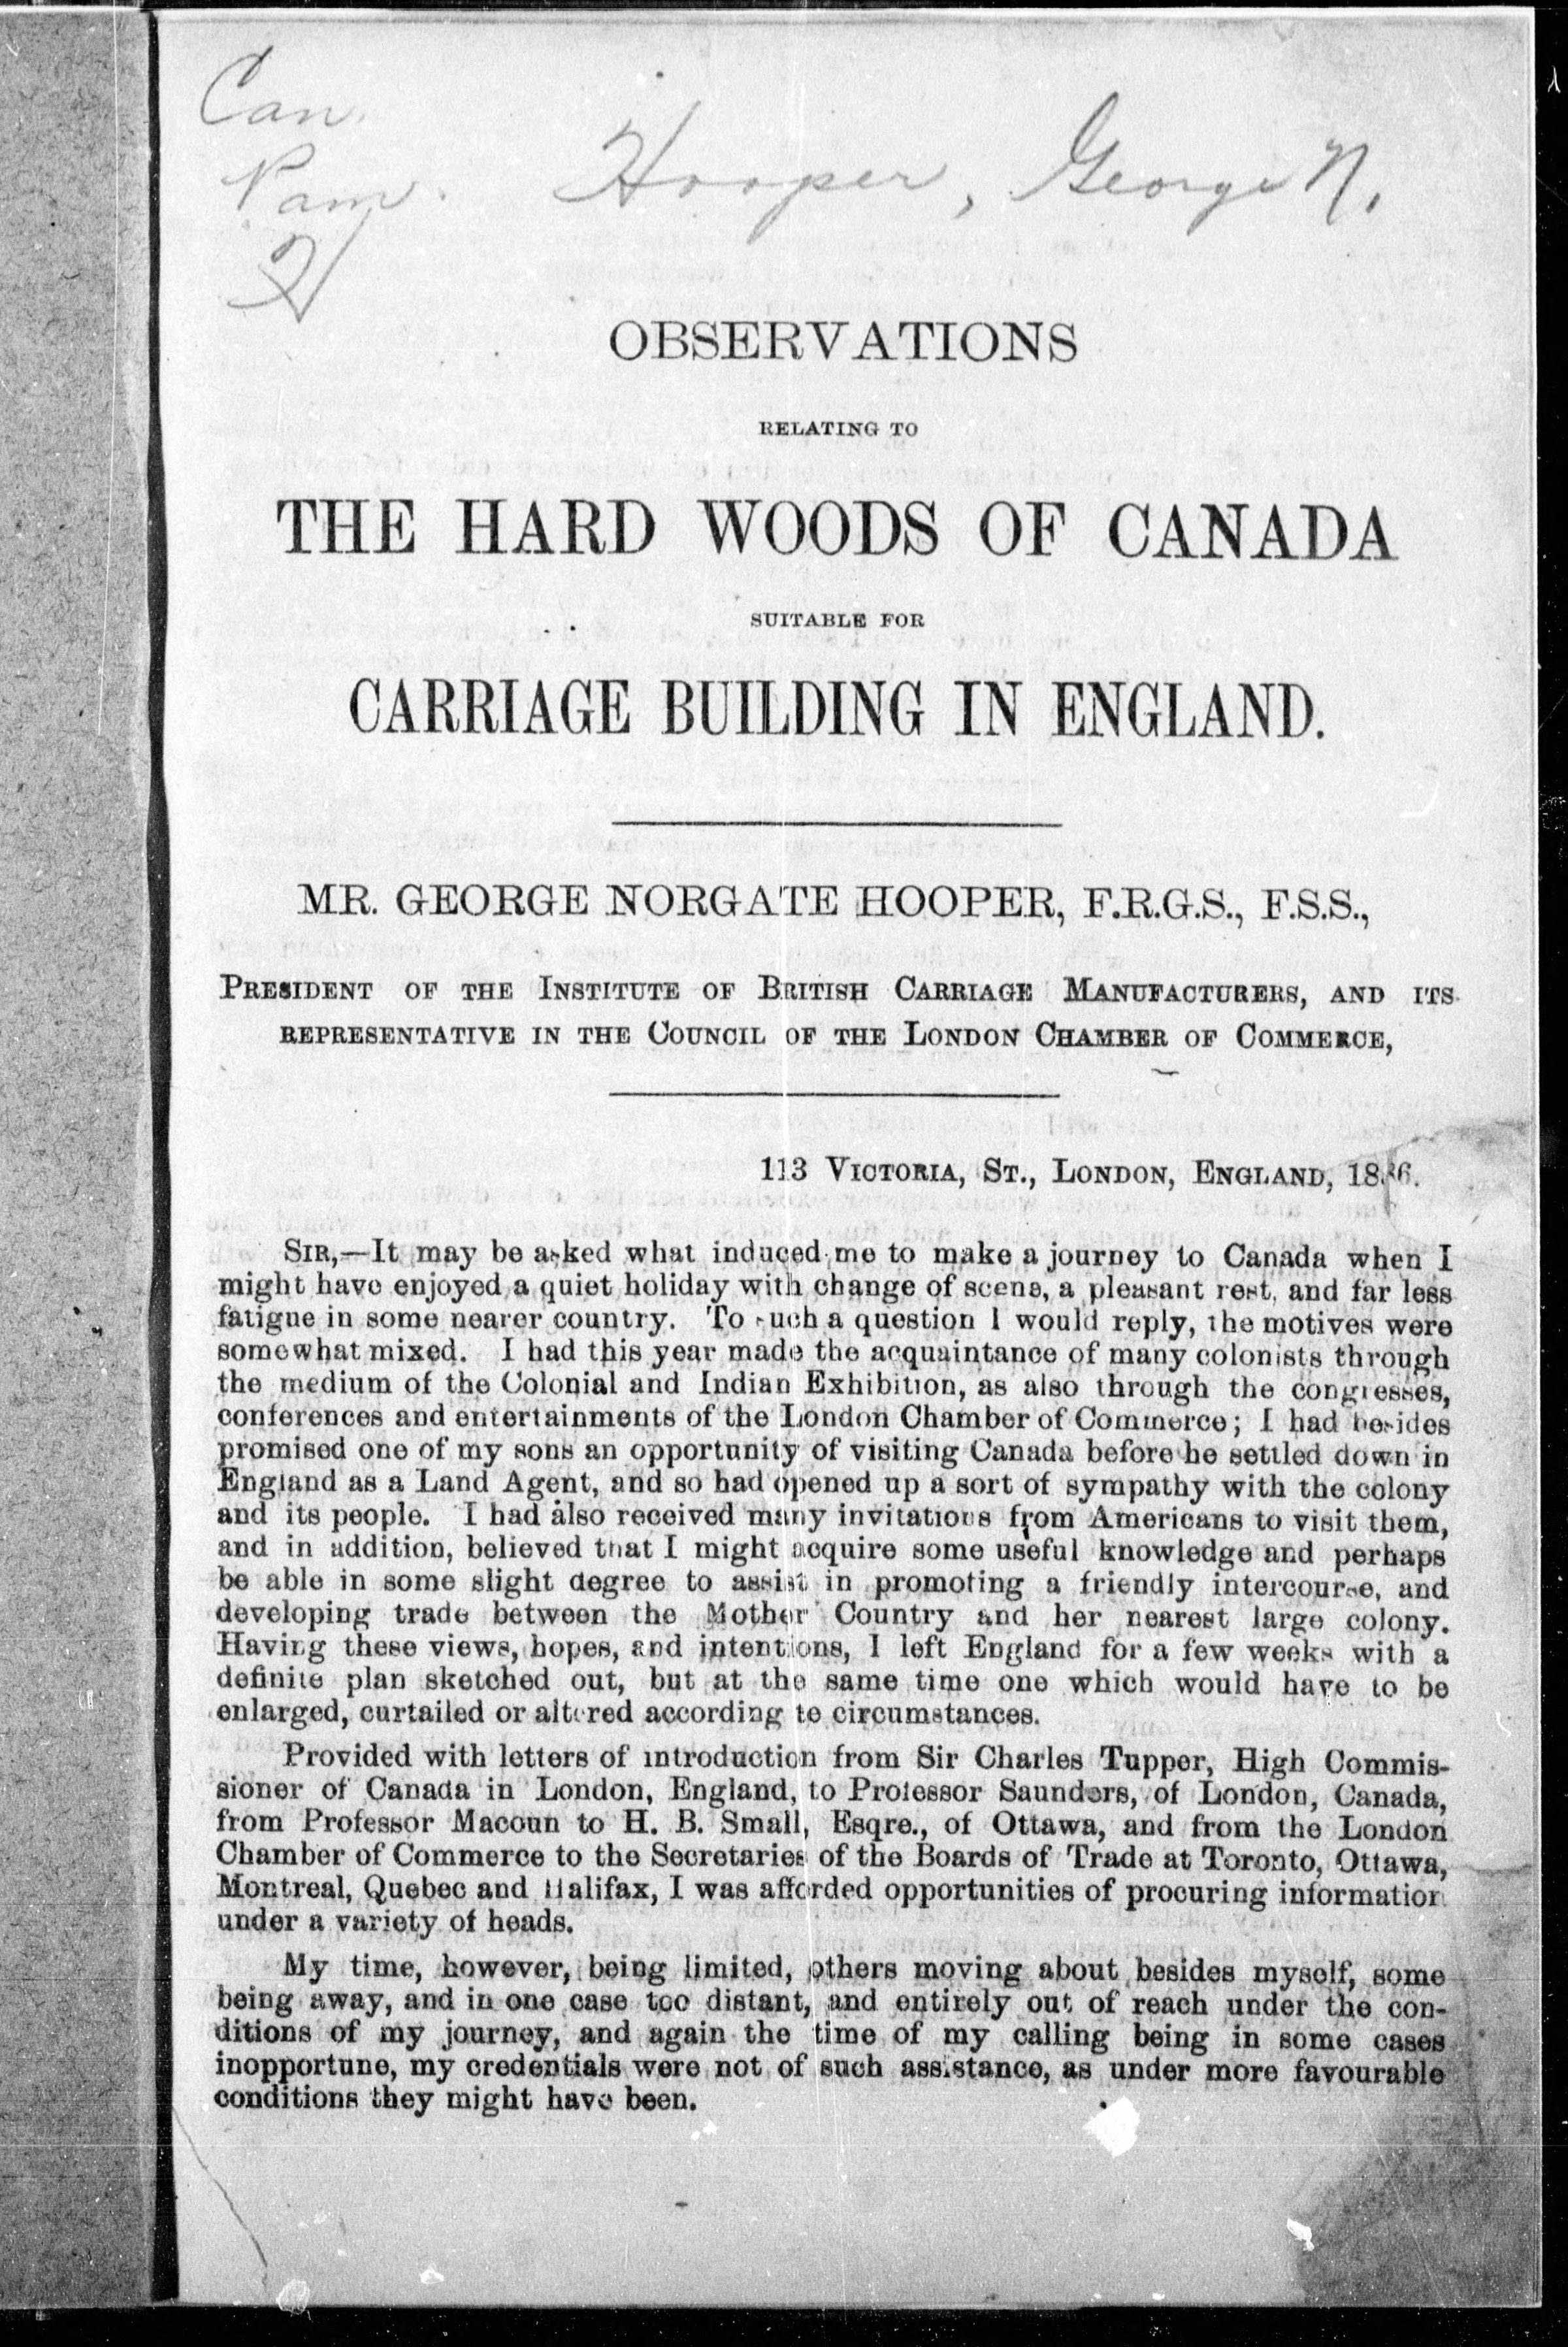 Can.
Pam.
H
Hooper, George N.
OBSERVATIONS
RELATING TO
THE HARD WOODS OF CANADA
SUITABLE FOR
CARRIAGE BUILDING IN ENGLAND.
MR. GEORGE NORGATE HOOPER, F.R.G.S., F.S.S.,
PRESIDENT OF THE INSTITUTE OF BRITISH CARRIAGE MANUFACTURERS, AND ITS
REPRESENTATIVE IN THE COUNCIL OF THE LONDON CHAMBER OF COMMERCE,
113 VICTORIA, ST., LONDON, ENGLAND, 1886.
SIR,—It may be asked what induced me to make a journey to Canada when I
might have enjoyed a quiet holiday with change of scene, a pleasant rest, and far less
fatigue in some nearer country. To such a question I would reply, the motives were
somewhat mixed. I had this year made the acquaintance of many colonists through
the medium of the Colonial and Indian Exhibition, as also through the congresses,
conferences and entertainments of the London Chamber of Commerce; I had besides
promised one of my sons an opportunity of visiting Canada before he settled down in
England as a Land Agent, and so had opened up a sort of sympathy with the colony
and its people. I had also received many invitations from Americans to visit them,
and in addition, believed that I might acquire some useful knowledge and perhaps
be able in some slight degree to assist in promoting a friendly intercourse, and
developing trade between the Mother Country and her nearest large colony.
Having these views, hopes, and intentions, I left England for a few weeks with a
definite plan sketched out, but at the same time one which would have to be
enlarged, curtailed or altered according to circumstances.
Provided with letters of introduction from Sir Charles Tupper, High Commis-
sioner of Canada in London, England, to Professor Saunders, of London, Canada,
from Professor Macoun to H. B. Small, Esqre., of Ottawa, and from the London
Chamber of Commerce to the Secretaries of the Boards of Trade at Toronto, Ottawa,
Montreal, Quebec and Halifax, I was afforded opportunities of procuring information
under a variety of heads.
My time, however, being limited, others moving about besides myself, some
being away, and in one case too distant, and entirely out of reach under the con-
ditions of my journey, and again the time of my calling being in some cases
inopportune, my credentials were not of such assistance, as under more favourable
conditions they might have been.